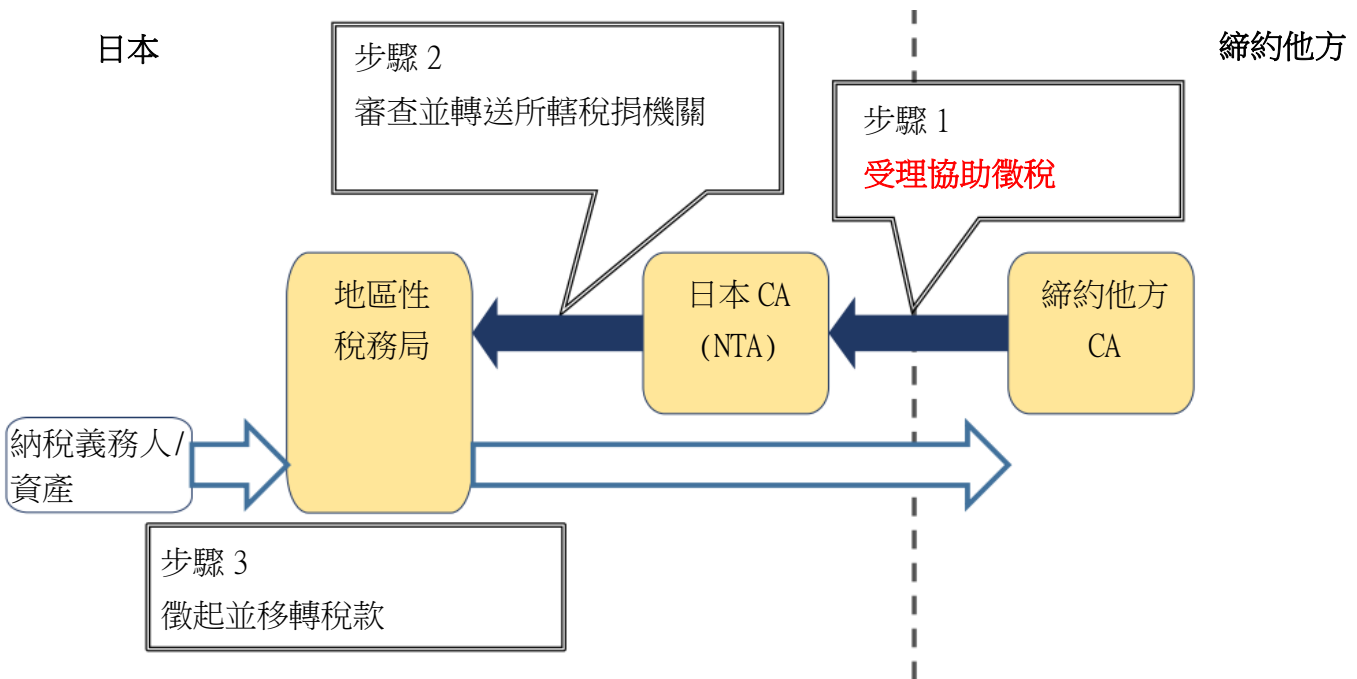 日本
締約他方
步驟 2
審查並轉送所轄稅捐機關
步驟 1
受理協助徵稅
地區性
稅務局
日本 CA
(NTA)
締約他方
CA
納稅義務人/
資產
步驟 3
徵起並移轉稅款